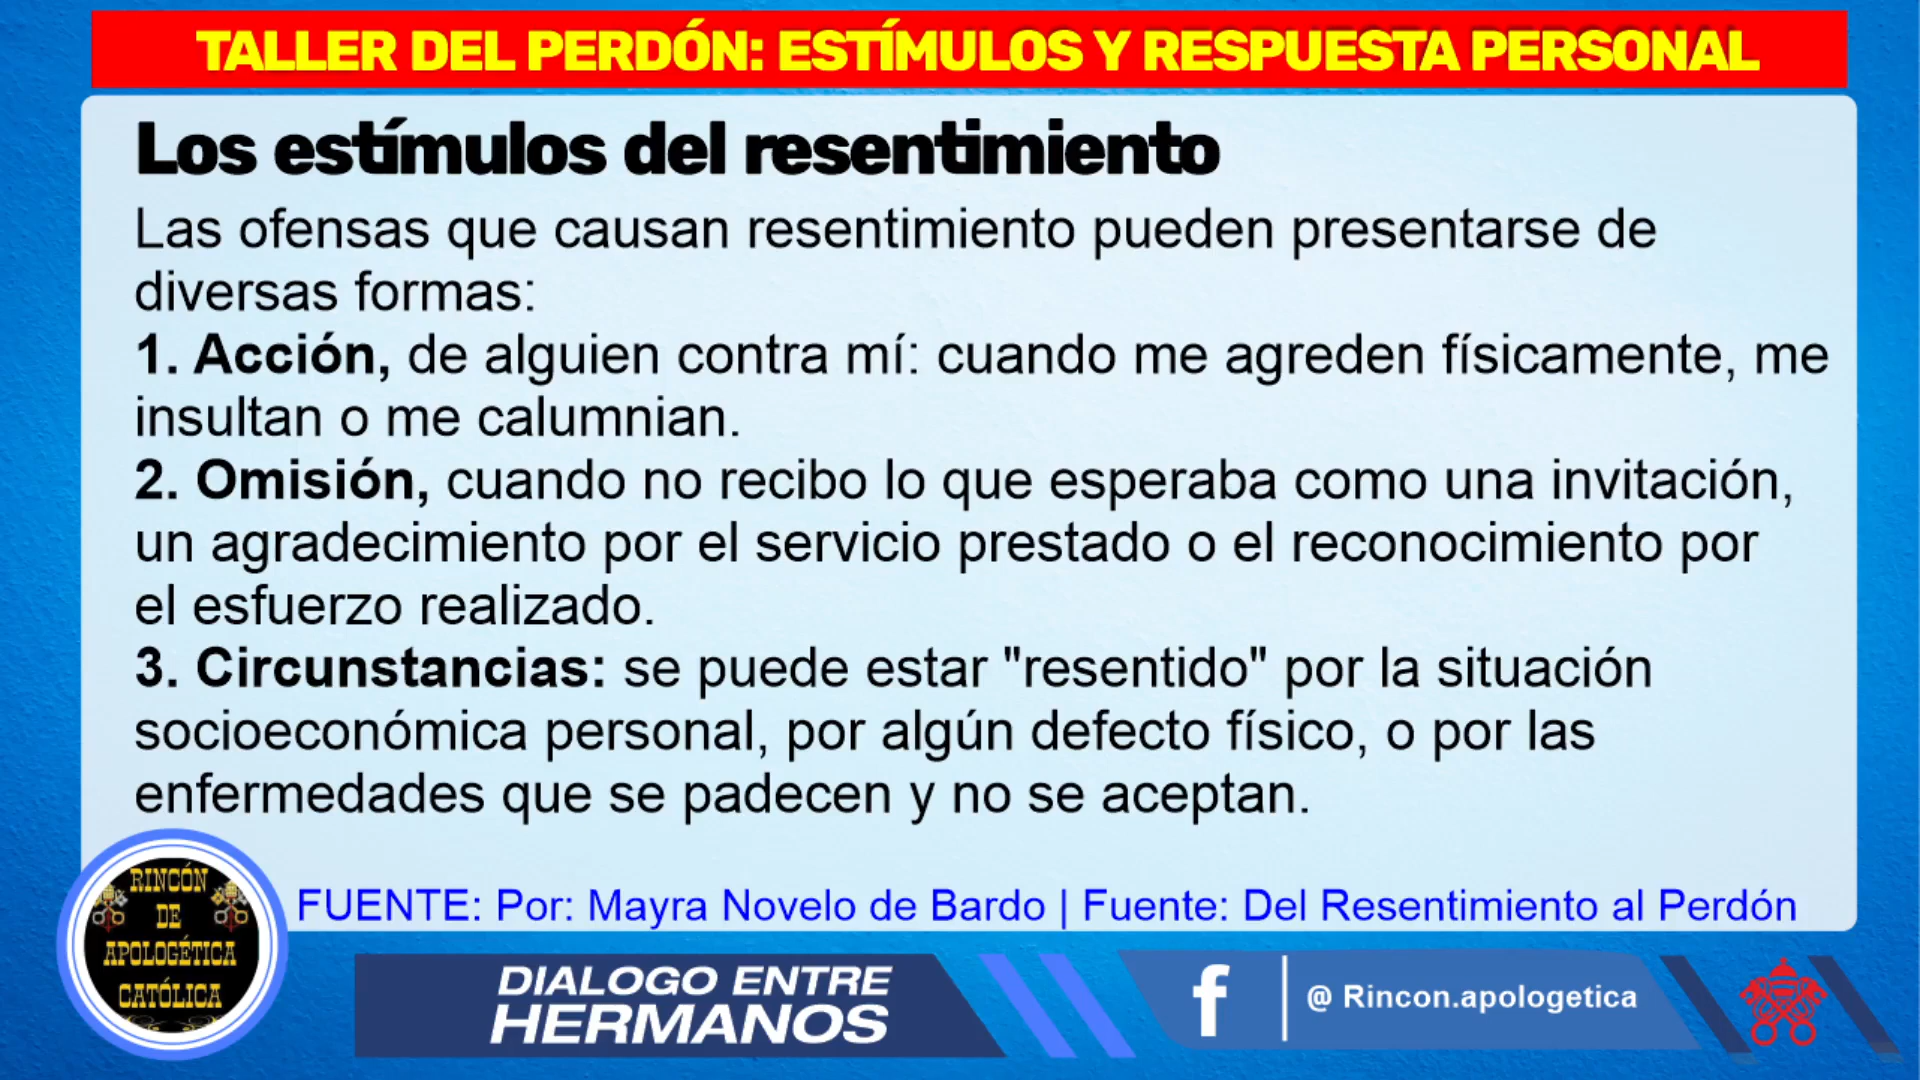 TALLER DEL PERDÓN: ESTÍMULOS Y RESPUESTA PERSONAL
Los estímulos del resentimiento
Las ofensas que causan resentimiento pueden presentarse de
diversas formas:
1. Acción, de alguien contra mí: cuando me agreden físicamente, me
insultan o me calumnian.
2. Omisión, cuando no recibo lo que esperaba como una invitación,
un agradecimiento por el servicio prestado o el reconocimiento por
el esfuerzo realizado.
3. Circunstancias: se puede estar "resentido" por la situación
socioeconómica personal, por algún defecto físico, o por las
enfermedades que se padecen y no se aceptan.
FUENTE: Por: Mayra Novelo de Bardo | Fuente: Del Resentimiento al Perdón
RINCÓN
DE
APOLOGÉTICA
CATÓLICA
DIALOGO ENTRE
HERMANOS
f
@ Rincon.apologetica